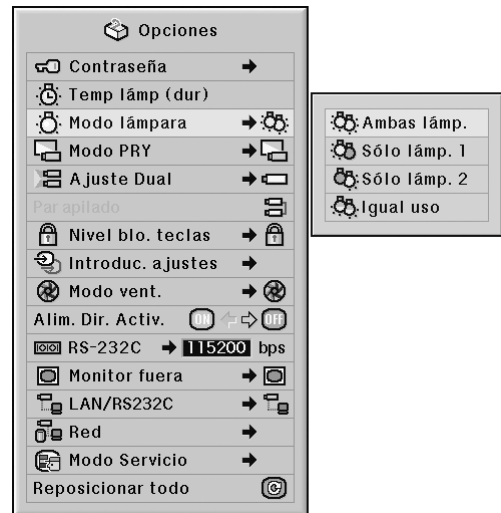 Opciones
Contraseña
Temp lámp (dur)
Modo lámpara
Modo PRY
Ajuste Dual
Par apilado
Nivel blo. teclas
Introduc. ajustes
Modo vent.
Alim. Dir. Activ. ON OFF
RS-232C 115200 bps
Monitor fuera
LAN/RS232C
Red
Modo Servicio
Reposicionar todo
Ambas lámp.
Sólo lámp. 1
Sólo lámp. 2
Igual uso